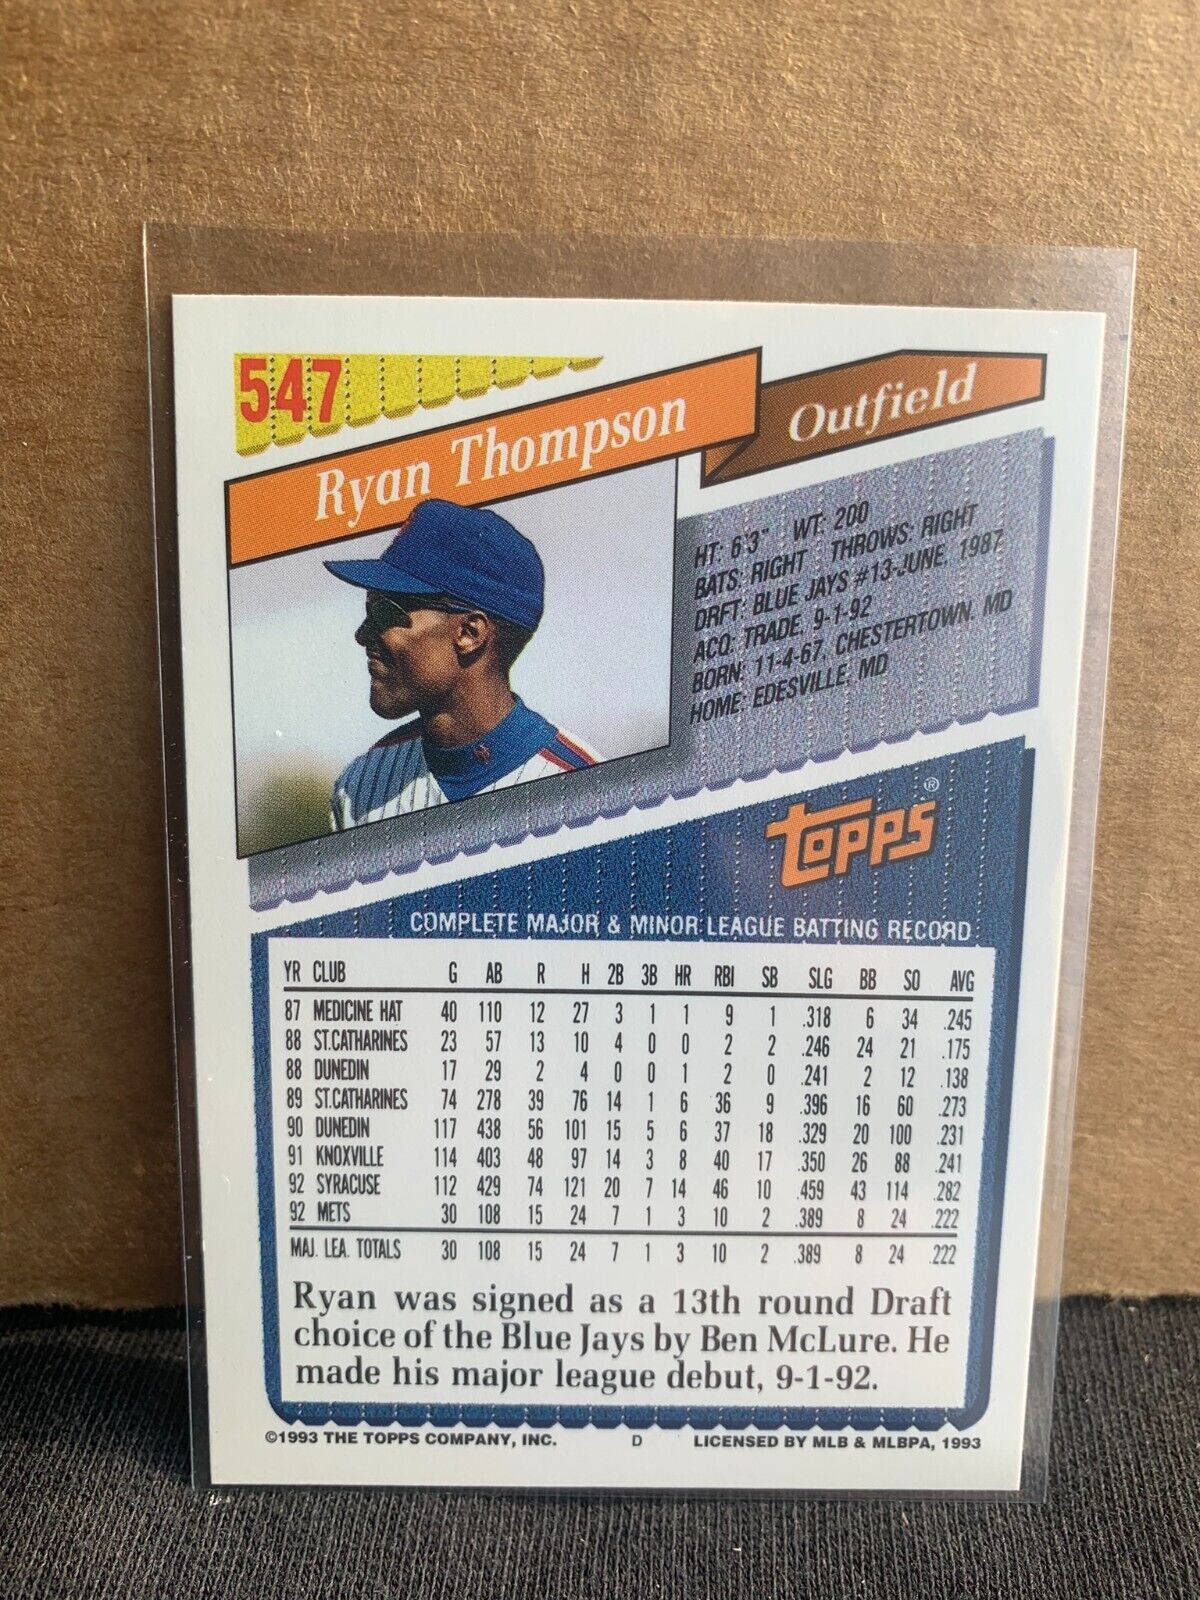 547
Ryan Thompson
Outfield
HT: 6'3" WT: 200
BATS: RIGHT THROWS: RIGHT
DRFT: BLUE JAYS #13-JUNE, 1987
ACQ: TRADE, 9-1-92
BORN: 11-4-67, CHESTERTOWN, MD
HOME: EDESVILLE, MD
TOPPS®
COMPLETE MAJOR & MINOR LEAGUE BATTING RECORD
YR CLUB G AB R H 2B 3B HR RBI SB SLG BB SO AVG
87 MEDICINE HAT 40 110 12 27 3 1 1 9 1 .318 6 34 .245
88 ST.CATHARINES 23 57 13 10 4 0 0 2 2 .246 24 21 .175
88 DUNEDIN 17 29 2 4 0 0 1 2 0 .241 2 12 .138
89 ST.CATHARINES 74 278 39 76 14 1 6 36 9 .396 16 60 .273
90 DUNEDIN 117 438 56 101 15 5 6 37 18 .329 20 100 .231
91 KNOXVILLE 114 403 48 97 14 3 8 40 17 .350 26 88 .241
92 SYRACUSE 112 429 74 121 20 7 14 46 10 .459 43 114 .282
92 METS 30 108 15 24 7 1 3 10 2 .389 8 24 .222
MAJ. LEA. TOTALS 30 108 15 24 7 1 3 10 2 .389 8 24 .222
Ryan was signed as a 13th round Draft
choice of the Blue Jays by Ben McLure. He
made his major league debut, 9-1-92.
©1993 THE TOPPS COMPANY, INC. D LICENSED BY MLB & MLBPA, 1993